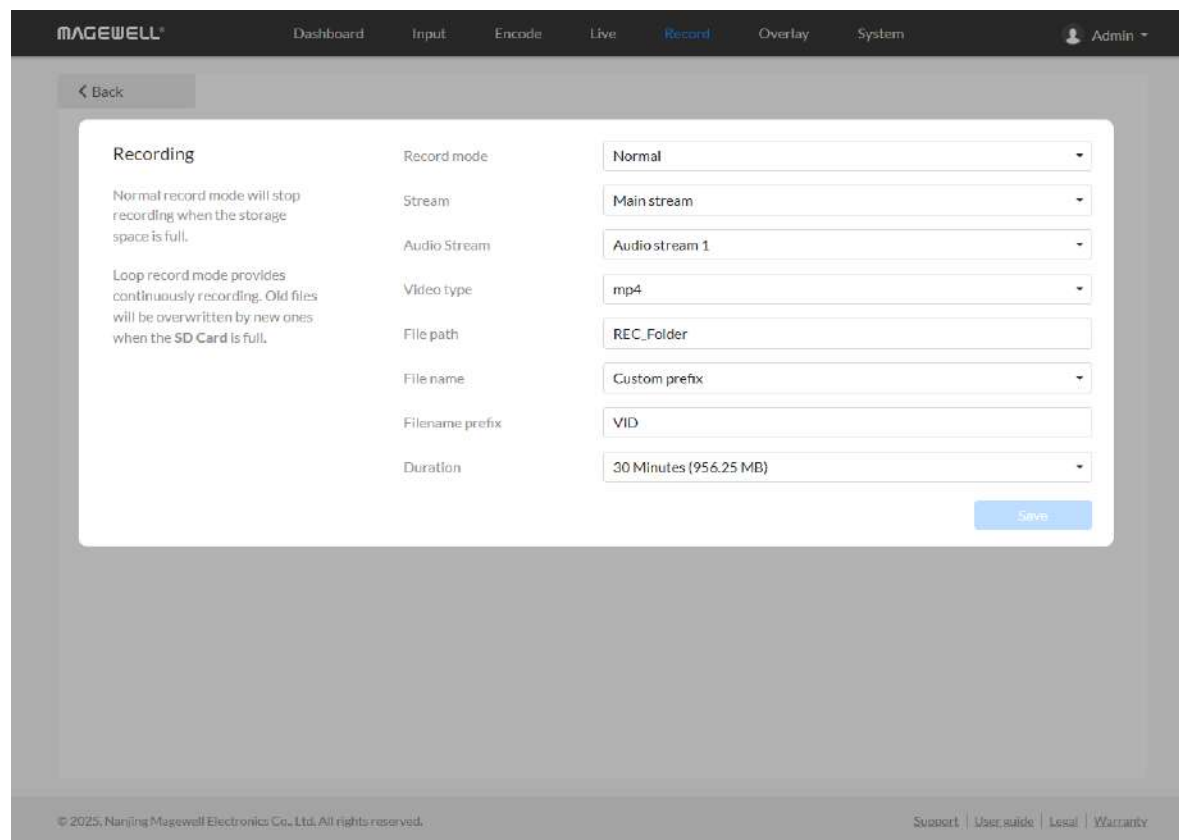 MAGEWELL®
Dashboard Input Encode Live Record Overlay System
Admin
Back
Recording
Normal record mode will stop
recording when the storage
space is full.
Loop record mode provides
continuously recording. Old files
will be overwritten by new ones
when the SD Card is full.
Record mode Normal
Stream Main stream
Audio Stream Audio stream 1
Video type mp4
File path REC_Folder
File name Custom prefix
Filename prefix VID
Duration 30 Minutes (956.25 MB)
Save
© 2025, Nanjing Magewell Electronics Co., Ltd. All rights reserved.
Support | User guide | Legal | Warranty